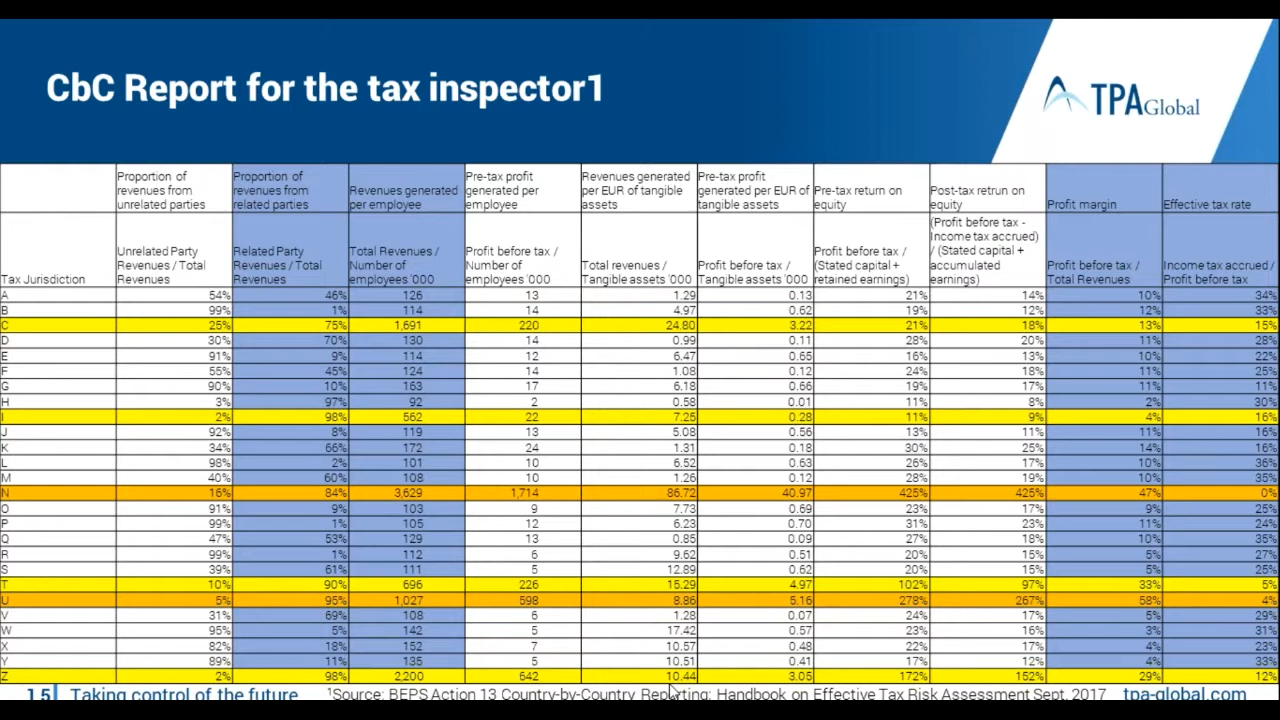 CbC Report for the tax inspector1
TPA Global
Proportion of revenues from unrelated parties
Proportion of revenues from related parties
Revenues generated per employee
Pre-tax profit generated per employee
Revenues generated per EUR of tangible assets
Pre-tax profit generated per EUR of tangible assets
Pre-tax return on equity
Post-tax retrun on equity
Profit margin
Effective tax rate
Tax Jurisdiction
Unrelated Party Revenues / Total Revenues
Related Party Revenues / Total Revenues
Total Revenues / Number of employees '000
Profit before tax / Number of employees '000
Total revenues / Tangible assets '000
Profit before tax / Tangible assets '000
Profit before tax / (Stated capital + retained earnings)
(Profit before tax - Income tax accrued) / (Stated capital + accumulated earnings)
Profit before tax / Total Revenues
Income tax accrued / Profit before tax
A 54% 46% 126 13 1.29 0.13 21% 14% 10% 34%
B 99% 1% 114 14 4.97 0.62 19% 12% 12% 33%
C 25% 75% 1,691 220 24.80 3.22 21% 18% 13% 15%
D 30% 70% 130 14 0.99 0.11 28% 20% 11% 28%
E 91% 9% 114 12 6.47 0.65 16% 13% 10% 22%
F 55% 45% 124 14 1.08 0.12 24% 18% 11% 25%
G 90% 10% 163 17 6.18 0.66 19% 17% 11% 11%
H 3% 97% 92 2 0.58 0.01 11% 8% 2% 30%
I 2% 98% 562 22 7.25 0.28 11% 9% 4% 16%
J 92% 8% 119 13 5.08 0.56 13% 11% 11% 16%
K 34% 66% 172 24 1.31 0.18 30% 25% 14% 16%
L 98% 2% 101 10 6.52 0.63 26% 17% 10% 36%
M 40% 60% 108 10 1.26 0.12 28% 19% 10% 35%
N 16% 84% 3,629 1,714 86.72 40.97 425% 425% 47% 0%
O 91% 9% 103 9 7.73 0.69 23% 17% 9% 25%
P 99% 1% 105 12 6.23 0.70 31% 23% 11% 24%
Q 47% 53% 129 13 0.85 0.09 27% 18% 10% 35%
R 99% 1% 112 6 9.62 0.51 20% 15% 5% 27%
S 39% 61% 111 5 12.89 0.62 20% 15% 5% 25%
T 10% 90% 696 226 15.29 4.97 102% 97% 33% 5%
U 5% 95% 1,027 598 8.86 5.16 278% 267% 58% 4%
V 31% 69% 108 6 1.28 0.07 24% 17% 5% 29%
W 95% 5% 142 5 17.42 0.57 23% 16% 3% 31%
X 82% 18% 152 7 10.57 0.48 22% 17% 4% 23%
Y 89% 11% 135 5 10.51 0.41 17% 12% 4% 33%
Z 2% 98% 2,200 642 10.44 3.05 172% 152% 29% 12%
15 Taking control of the future 1Source: BEPS Action 13 Country-by-Country Reporting: Handbook on Effective Tax Risk Assessment Sept. 2017 tpa-global.com